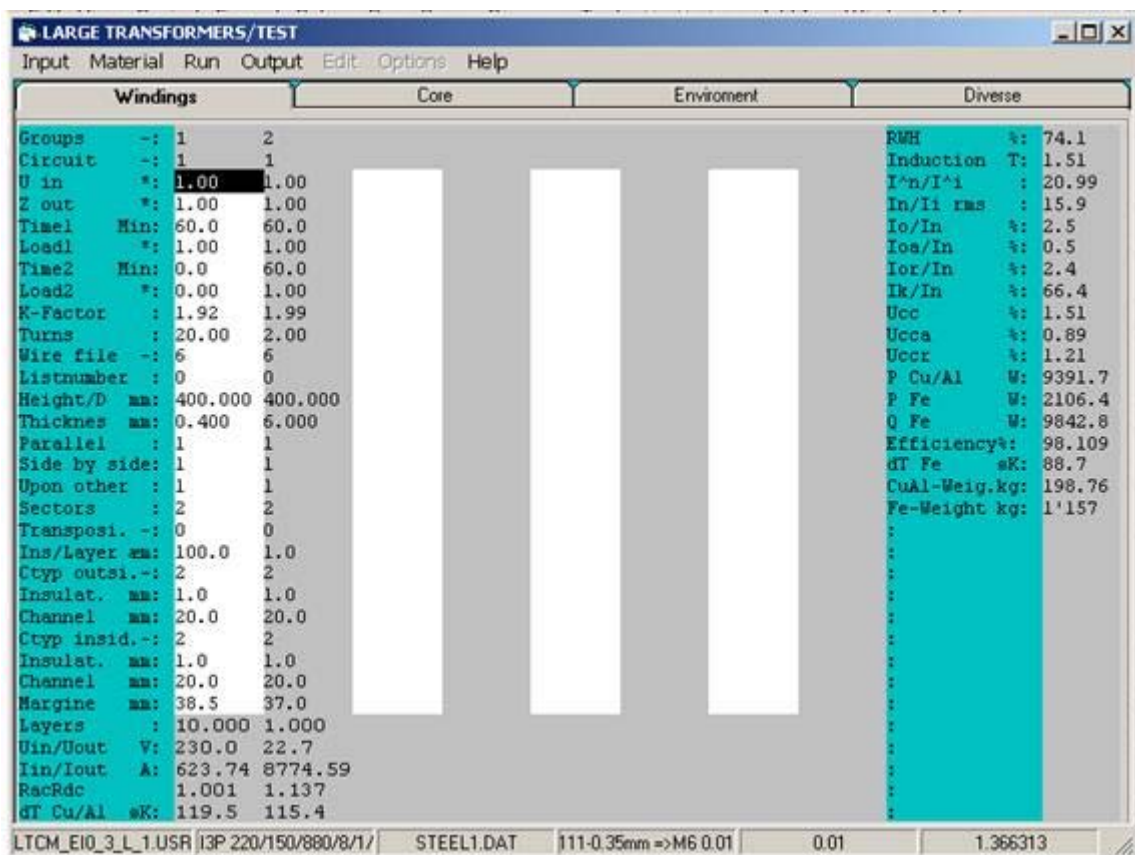 LARGE TRANSFORMERS/TEST
Input Material Run Output Edit Options Help
Windings Core Enviroment Diverse
Groups -: 1 2
Circuit -: 1 1
U in *: 1.00 1.00
Z out *: 1.00 1.00
Time1 Min: 60.0 60.0
Load1 *: 1.00 1.00
Time2 Min: 0.0 60.0
Load2 *: 0.00 1.00
K-Factor : 1.92 1.99
Turns : 20.00 2.00
Wire file -: 6 6
Listnumber : 0 0
Height/D mm: 400.000 400.000
Thicknes mm: 0.400 6.000
Parallel : 1 1
Side by side: 1 1
Upon other : 1 1
Sectors : 2 2
Transposi. -: 0 0
Ins/Layer æm: 100.0 1.0
Ctyp outsi.-: 2 2
Insulat. mm: 1.0 1.0
Channel mm: 20.0 20.0
Ctyp insid.-: 2 2
Insulat. mm: 1.0 1.0
Channel mm: 20.0 20.0
Margine mm: 38.5 37.0
Layers : 10.000 1.000
Uin/Uout V: 230.0 22.7
Iin/Iout A: 623.74 8774.59
RacRdc 1.001 1.137
dT Cu/Al øK: 119.5 115.4
RWH %: 74.1
Induction T: 1.51
I^n/I^i : 20.99
In/Ii rms : 15.9
Io/In %: 2.5
Ioa/In %: 0.5
Ior/In %: 2.4
Ik/In %: 66.4
Ucc %: 1.51
Ucca %: 0.89
Uccr %: 1.21
P Cu/Al W: 9391.7
P Fe W: 2106.4
Q Fe W: 9842.8
Efficiency%: 98.109
dT Fe øK: 88.7
CuAl-Weig.kg: 198.76
Fe-Weight kg: 1'157
LTCM_EI0_3_L_1.USR I3P 220/150/880/8/1/ STEEL1.DAT 111-0.35mm =>M6 0.01 0.01 1.366313